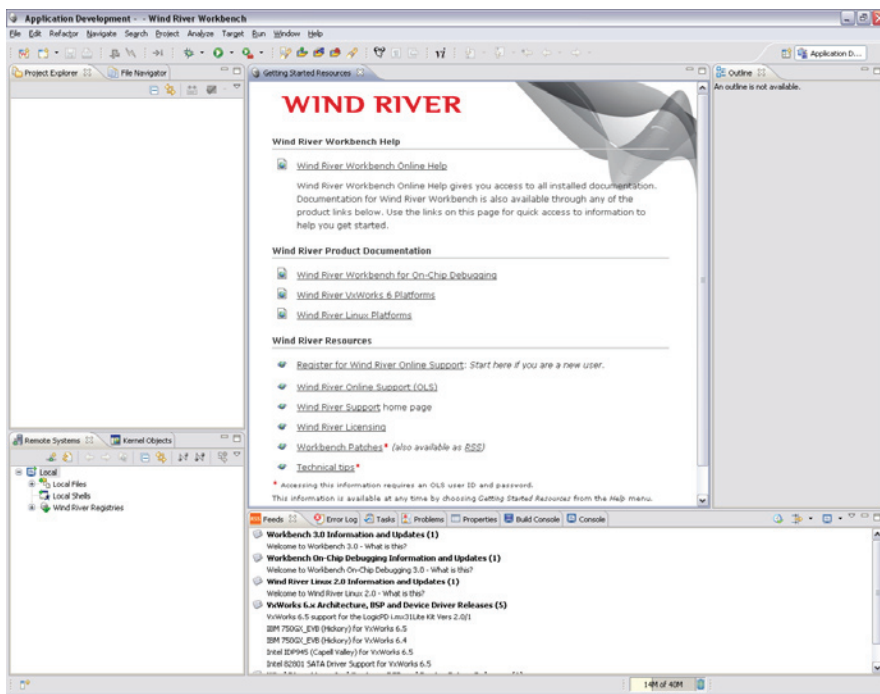 Application Development - - Wind River Workbench
File Edit Refactor Navigate Search Project Analyze Target Run Window Help
Application D...
Project Explorer
File Navigator
Getting Started Resources
Outline
An outline is not available.
WIND RIVER
Wind River Workbench Help
Wind River Workbench Online Help
Wind River Workbench Online Help gives you access to all installed documentation.
Documentation for Wind River Workbench is also available through any of the
product links below. Use the links on this page for quick access to information to
help you get started.
Wind River Product Documentation
Wind River Workbench for On-Chip Debugging
Wind River VxWorks 6 Platforms
Wind River Linux Platforms
Wind River Resources
Register for Wind River Online Support: Start here if you are a new user.
Wind River Online Support (OLS)
Wind River Support home page
Wind River Licensing
Workbench Patches* (also available as RSS)
Technical tips*
* Accessing this information requires an OLS user ID and password.
This information is available at any time by choosing Getting Started Resources from the Help menu.
Remote Systems
Kernel Objects
Local
Local Files
Local Shells
Wind River Registries
Feeds
Error Log
Tasks
Problems
Properties
Build Console
Console
Workbench 3.0 Information and Updates (1)
Welcome to Workbench 3.0 - What is this?
Workbench On-Chip Debugging Information and Updates (1)
Welcome to Workbench On-Chip Debugging 3.0 - What is this?
Wind River Linux 2.0 Information and Updates (1)
Welcome to Wind River Linux 2.0 - What is this?
VxWorks 6.x Architecture, BSP and Device Driver Releases (5)
VxWorks 6.5 support for the LogicPD i.mx31Lite Kit Vers 2.0/1
IBM 750GX_EVB (Hickory) for VxWorks 6.5
IBM 750GX_EVB (Hickory) for VxWorks 6.4
Intel IDP945 (Capell Valley) for VxWorks 6.5
Intel 82801 SATA Driver Support for VxWorks 6.5
14M of 40M